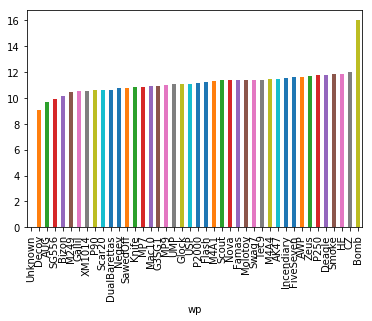 16
14
12
10
8
6
4
2
0
Unknown
Decoy
AUG
SG556
Bizon
M249
Gallil
XM1014
P90
Scar20
DualBarettas
Negev
SawedOff
Knife
MP7
Mac10
G3SG1
MP9
UMP
Glock
USP
P2000
Flash
M4A1
Scout
Nova
Famas
Molotov
Swag7
Tec9
M4A4
AK47
Incendiary
FiveSeven
AWP
Zeus
P250
Deagle
Smoke
HE
CZ
Bomb
wp